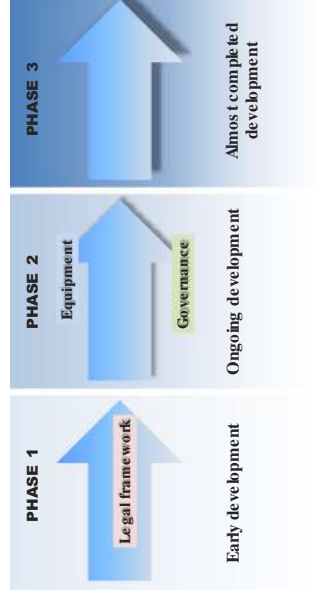 PHASE 1
Legal framework
Early development
PHASE 2
Equipment
Governance
Ongoing development
PHASE 3
Almost completed
development